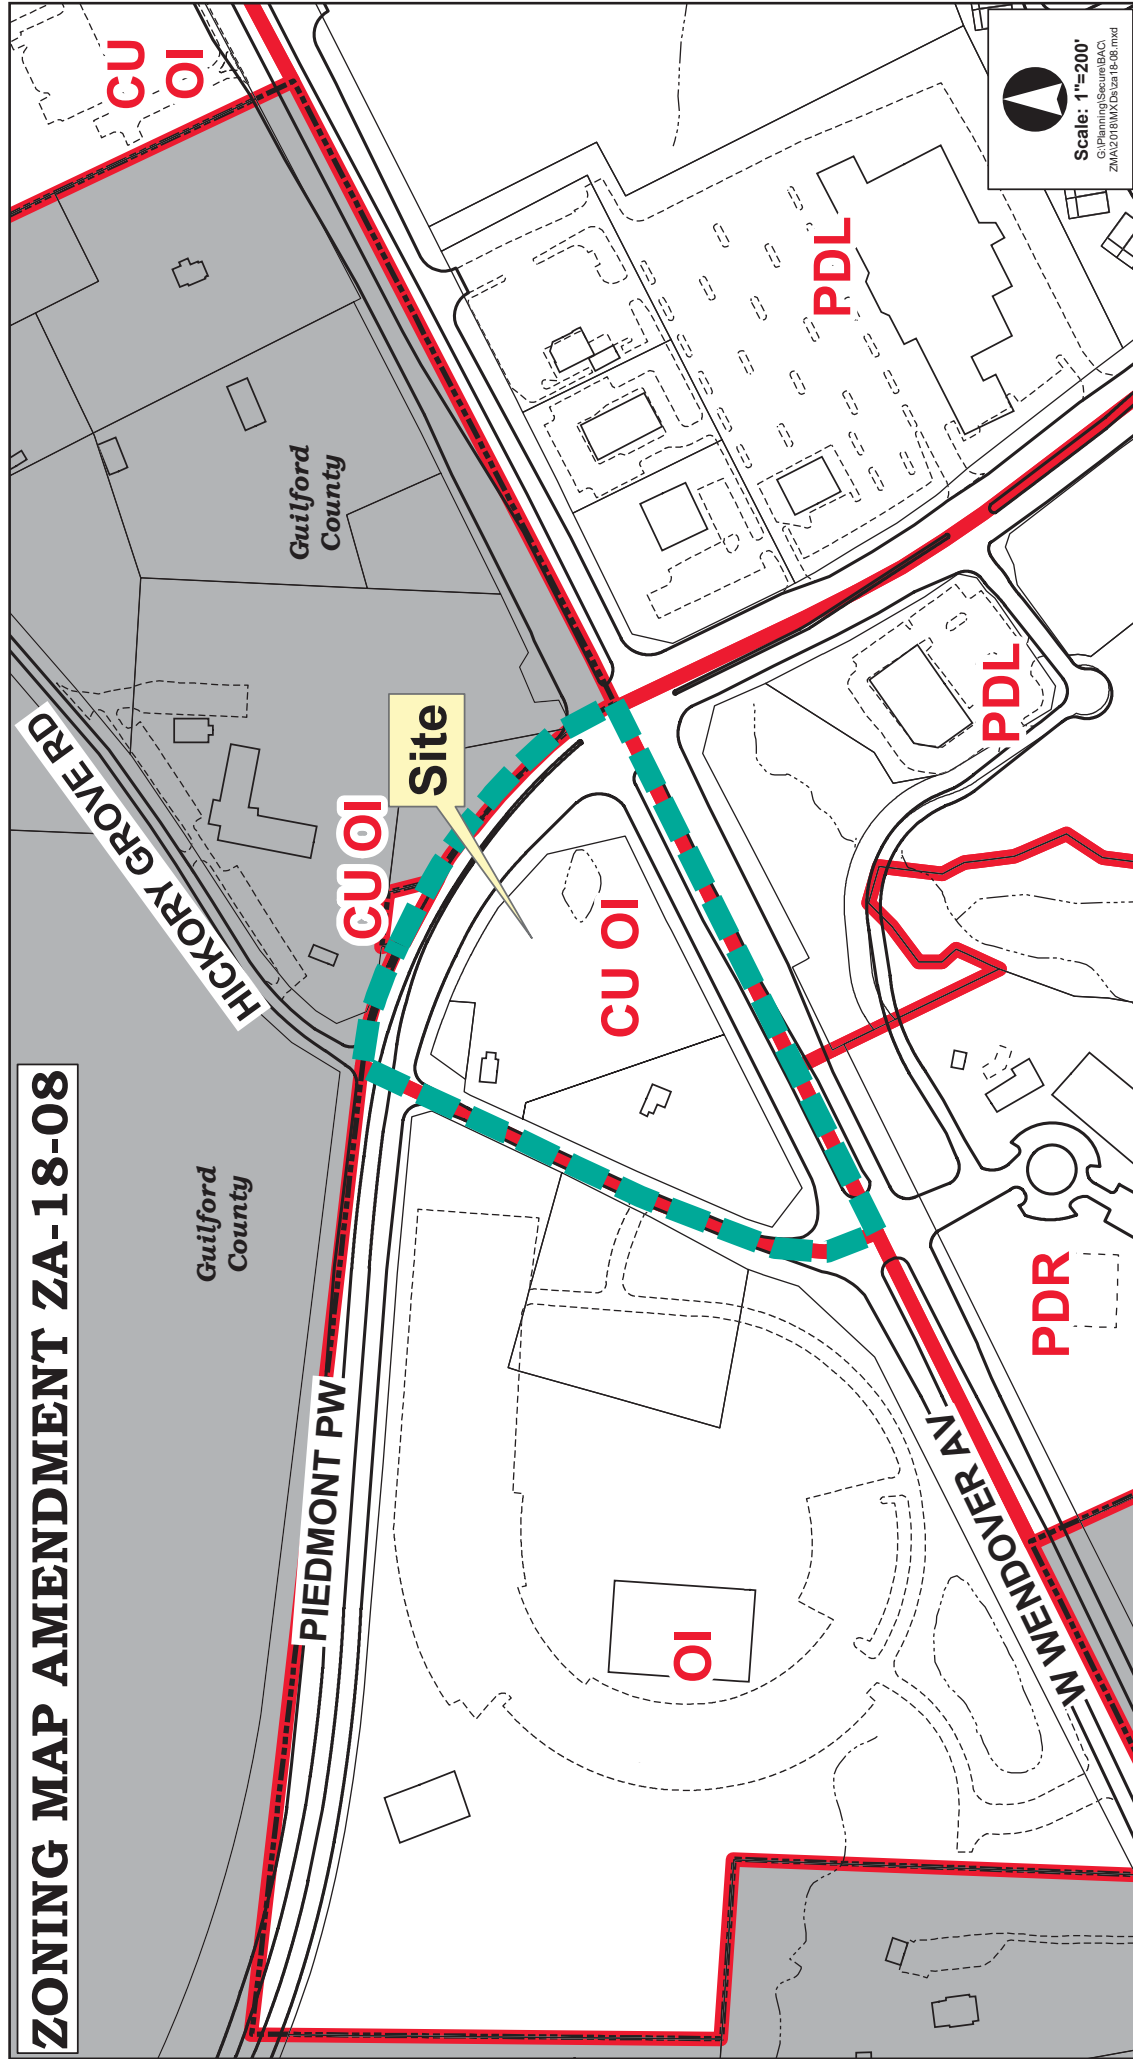 ZONING MAP AMENDMENT ZA-18-08
Guilford
County
HICKORY GROVE RD
Guilford
County
CU
OI
PIEDMONT PW
CU OI
Site
CU OI
OI
PDL
W WENDOVER AV
PDR
PDL
Scale: 1"=200'
G:\Planning\Secure\BAC\
ZMA\2018\MXDs\za18-08.mxd